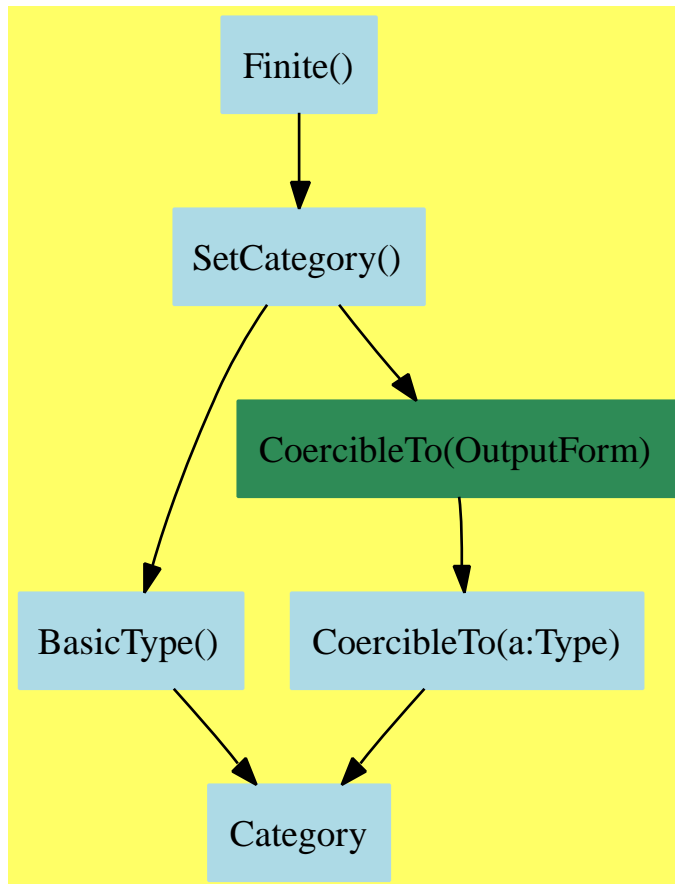 Finite()
SetCategory()
CoercibleTo(OutputForm)
BasicType()
CoercibleTo(a:Type)
Category